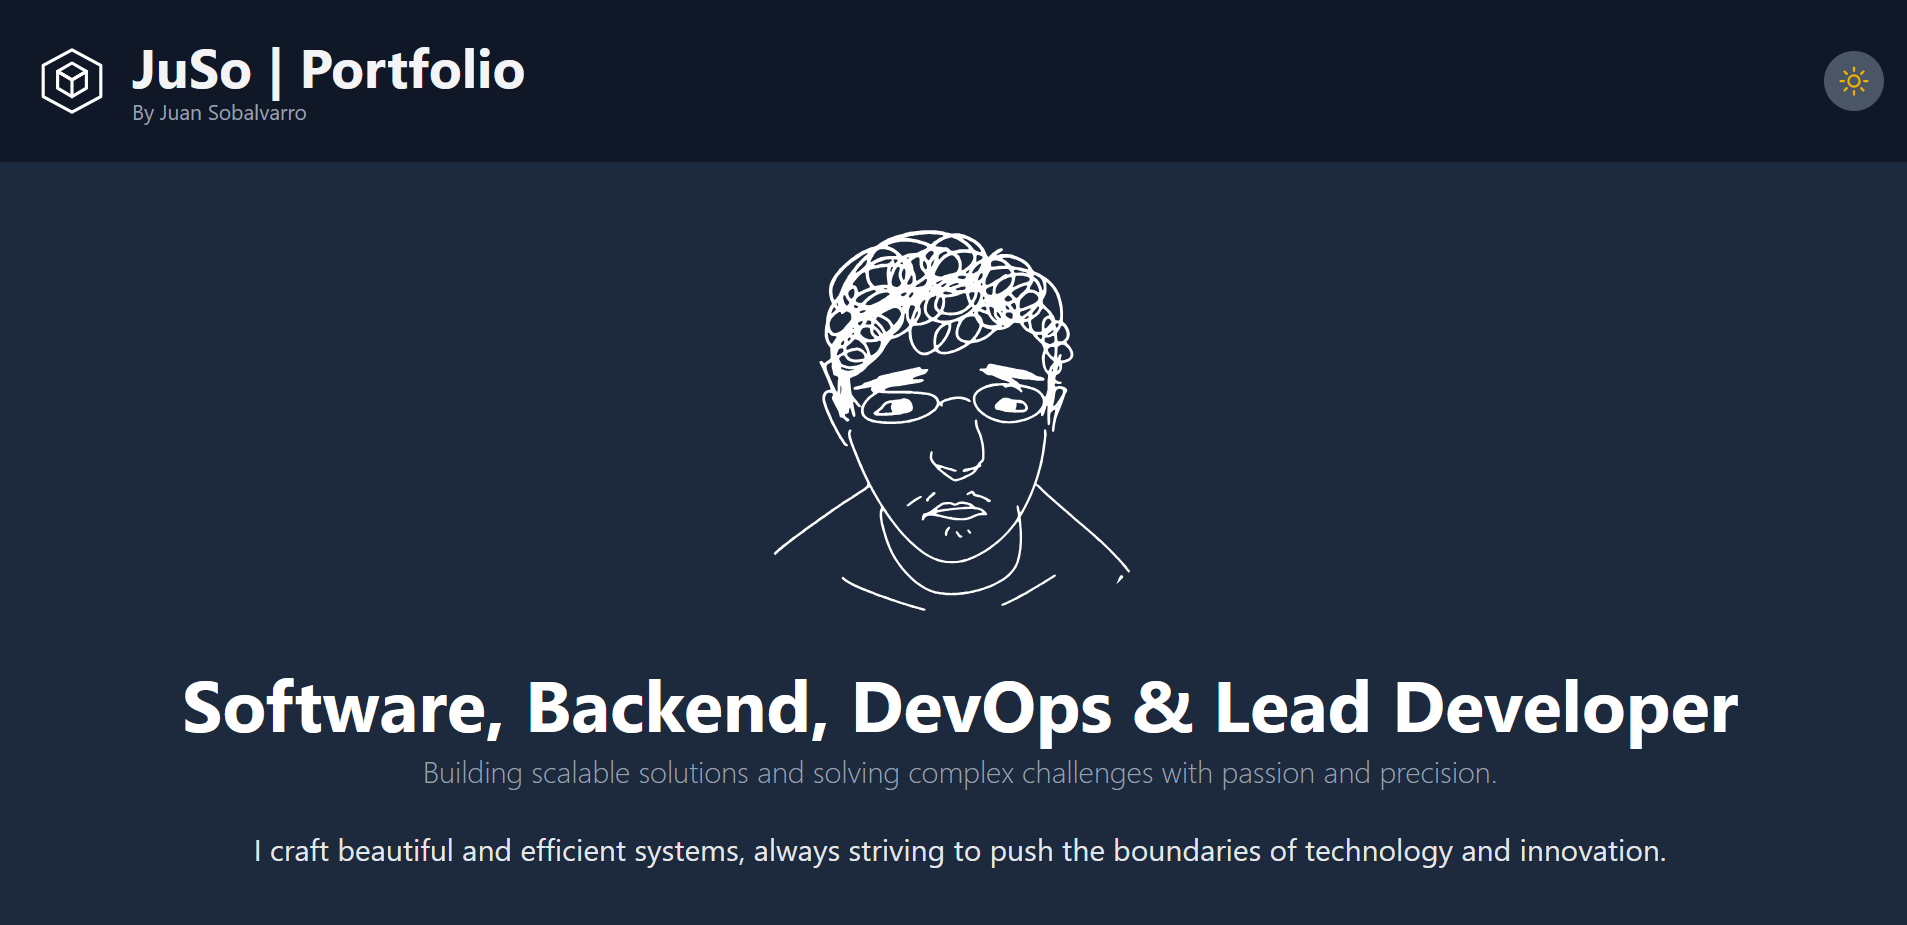 JuSo | Portfolio
By Juan Sobalvarro
Software, Backend, DevOps & Lead Developer
Building scalable solutions and solving complex challenges with passion and precision.
I craft beautiful and efficient systems, always striving to push the boundaries of technology and innovation.